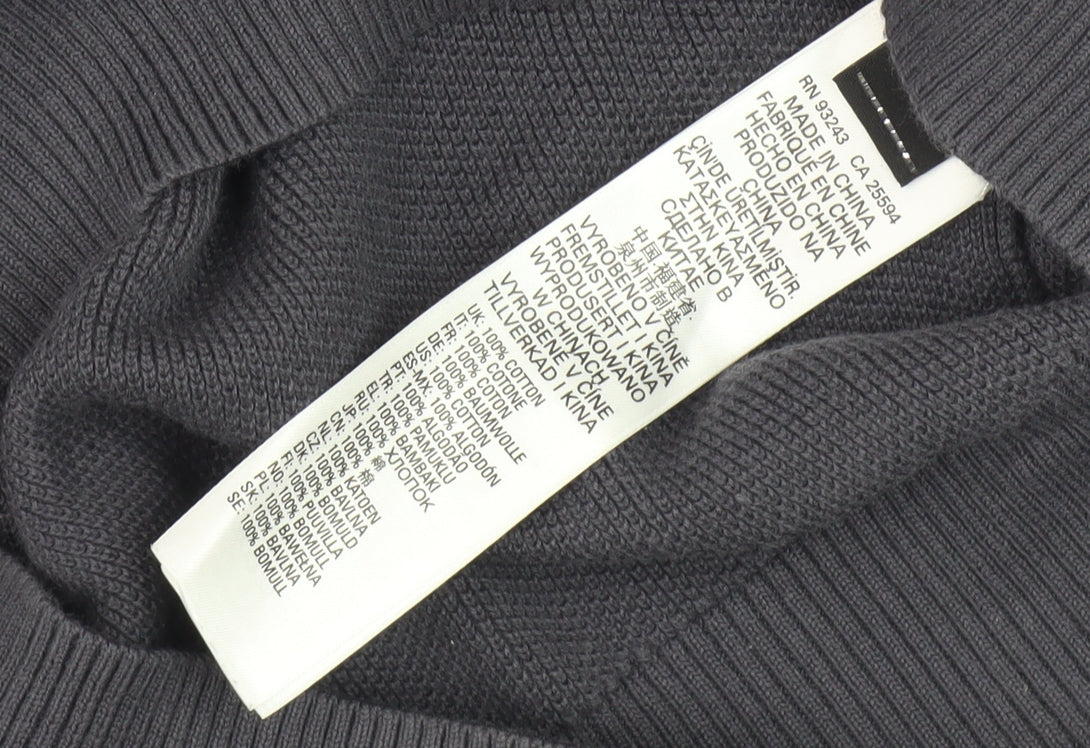 RN 93243 CA 25594
MADE IN CHINA
FABRIQUÉ EN CHINE
HECHO EN CHINA
PRODUZIDO NA
CHINA
ÇİN'DE ÜRETİLMİŞTİR.
ΚΑΤΑΣΚΕΥΑΣΜΕΝΟ
ΣΤΗΝ ΚΙΝΑ
СДЕЛАНО В
КИТАЕ
中国 福建省
泉州市制造
VYROBENO V ČÍNĚ
FREMSTILLET I KINA
PRODUSERT I KINA
WYPRODUKOWANO
W CHINACH
VYROBENÉ V ČÍNE
TILLVERKAD I KINA
UK: 100% COTTON
IT: 100% COTONE
FR: 100% COTON
DE: 100% BAUMWOLLE
US: 100% COTTON
ES-MX: 100% ALGODÓN
PT: 100% ALGODAO
TR: 100% PAMUKLU
EL: 100% ΒΑΜΒΑΚΙ
RU: 100% ХЛОПОК
JP: 100% 綿
CN: 100% 棉
NL: 100% KATOEN
CZ: 100% BAVLNA
DK: 100% BOMULD
FI: 100% PUUVILLA
NO: 100% BOMULL
PL: 100% BAWEŁNA
SK: 100% BAVLNA
SE: 100% BOMULL